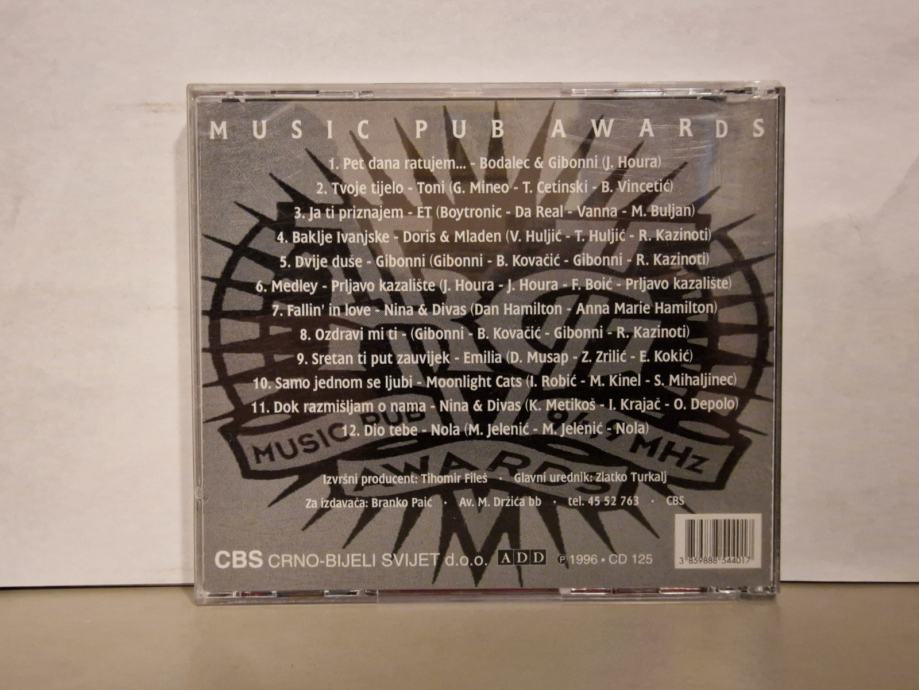 MUSIC PUB AWARDS
1. Pet dana ratujem... - Bodalec & Gibonni (J. Houra)
2. Tvoje tijelo - Toni (G. Mineo - T. Cetinski - B. Vincetić)
3. Ja ti priznajem - ET (Boytronic - Da Real - Vanna - M. Buljan)
4. Baklje Ivanjske - Doris & Mladen (V. Huljić - T. Huljić - R. Kazinoti)
5. Dvije duše - Gibonni (Gibonni - B. Kovačić - Gibonni - R. Kazinoti)
6. Medley - Prljavo kazalište (J. Houra - J. Houra - F. Boić - Prljavo kazalište)
7. Fallin' in love - Nina & Divas (Dan Hamilton - Anna Marie Hamilton)
8. Ozdravi mi ti - (Gibonni - B. Kovačić - Gibonni - R. Kazinoti)
9. Sretan ti put zauvijek - Emilia (D. Musap - Z. Zrilić - E. Kokić)
10. Samo jednom se ljubi - Moonlight Cats (I. Robić - M. Kinel - S. Mihaljinec)
11. Dok razmišljam o nama - Nina & Divas (K. Metikoš - I. Krajač - O. Depolo)
12. Dio tebe - Nola (M. Jelenić - M. Jelenić - Nola)
MUSIC PUB MHz
AWARDS
Izvršni producent: Tihomir Fileš · Glavni urednik: Zlatko Turkalj
Za izdavača: Branko Paić · Av. M. Držića bb · tel. 45 52 763 · CBS
CBS CRNO-BIJELI SVIJET d.o.o. ADD ℗ 1996 • CD 125
3 859888 544017